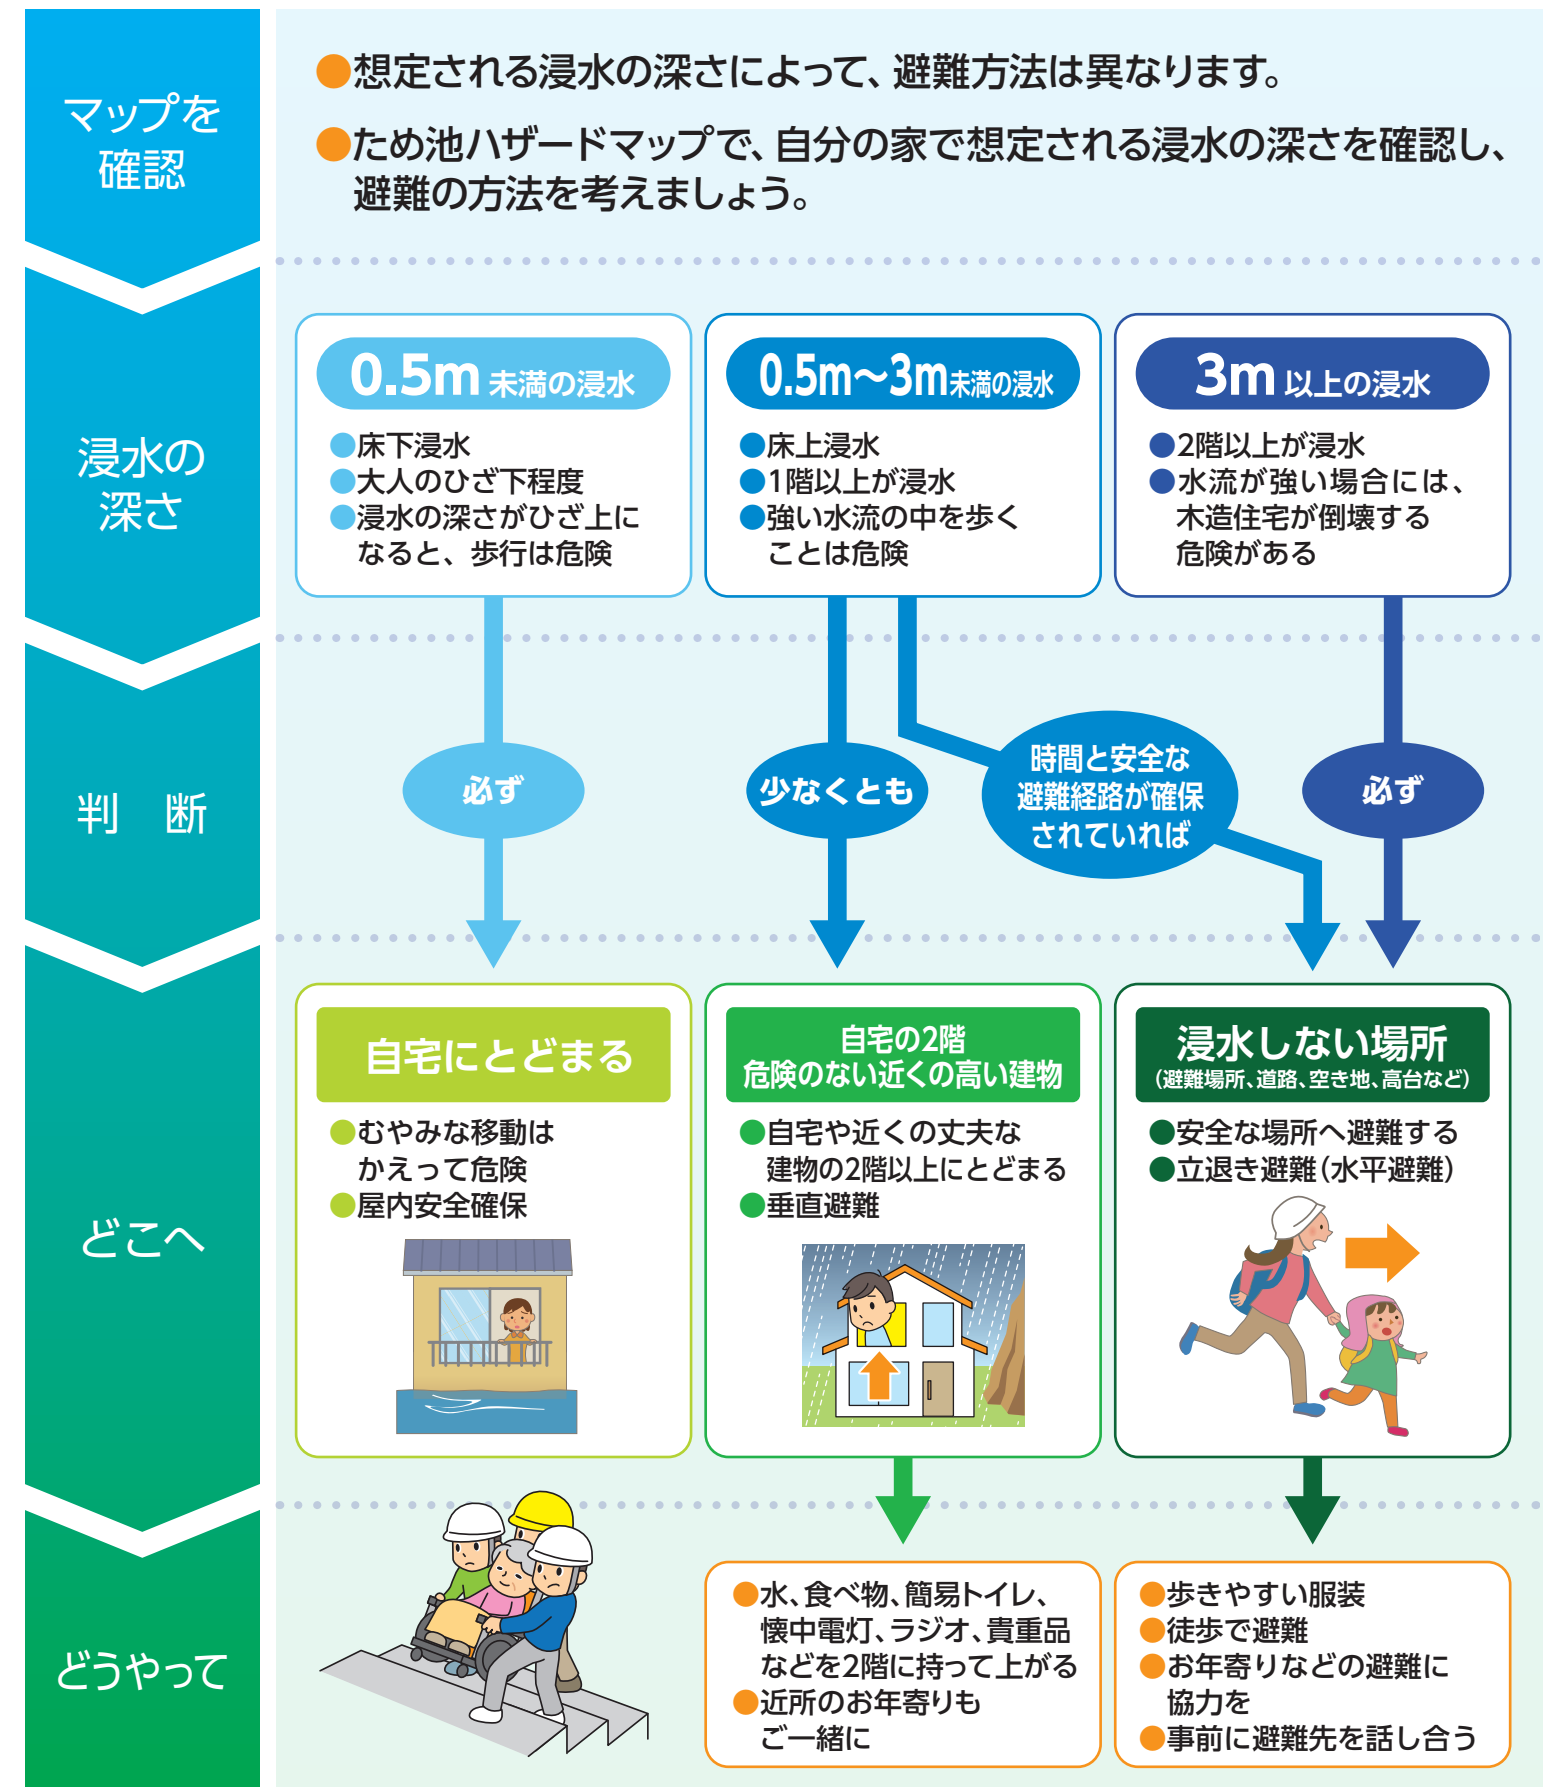 マップを
確認
●想定される浸水の深さによって、避難方法は異なります。
●ため池ハザードマップで、自分の家で想定される浸水の深さを確認し、
避難の方法を考えましょう。
浸水の
深さ
0.5m未満の浸水
●床下浸水
●大人のひざ下程度
●浸水の深さがひざ上に
なると、歩行は危険
0.5m～3m未満の浸水
●床上浸水
●1階以上が浸水
●強い水流の中を歩く
ことは危険
3m以上の浸水
●2階以上が浸水
●水流が強い場合には、
木造住宅が倒壊する
危険がある
判　断
必ず
少なくとも
時間と安全な
避難経路が確保
されていれば
必ず
どこへ
自宅にとどまる
●むやみな移動は
かえって危険
●屋内安全確保
自宅の2階
危険のない近くの高い建物
●自宅や近くの丈夫な
建物の2階以上にとどまる
●垂直避難
浸水しない場所
(避難場所、道路、空き地、高台など)
●安全な場所へ避難する
●立退き避難(水平避難)
どうやって
●水、食べ物、簡易トイレ、
懐中電灯、ラジオ、貴重品
などを2階に持って上がる
●近所のお年寄りも
ご一緒に
●歩きやすい服装
●徒歩で避難
●お年寄りなどの避難に
協力を
●事前に避難先を話し合う